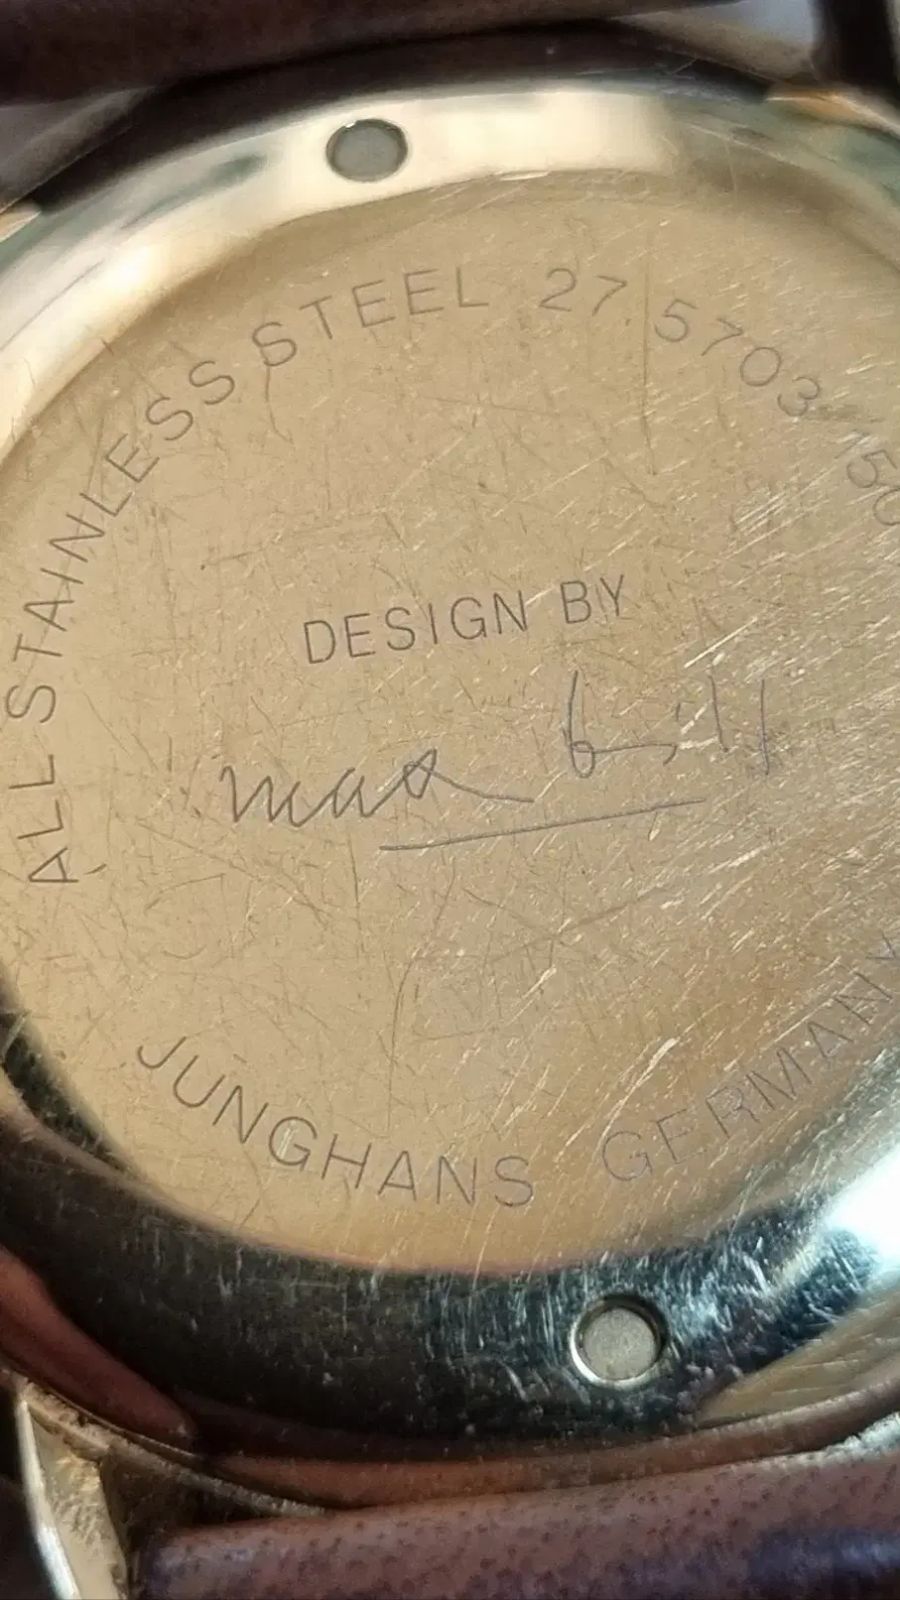 ALL STAINLESS STEEL 27.5703/50
DESIGN BY
max bill
JUNGHANS GERMANY